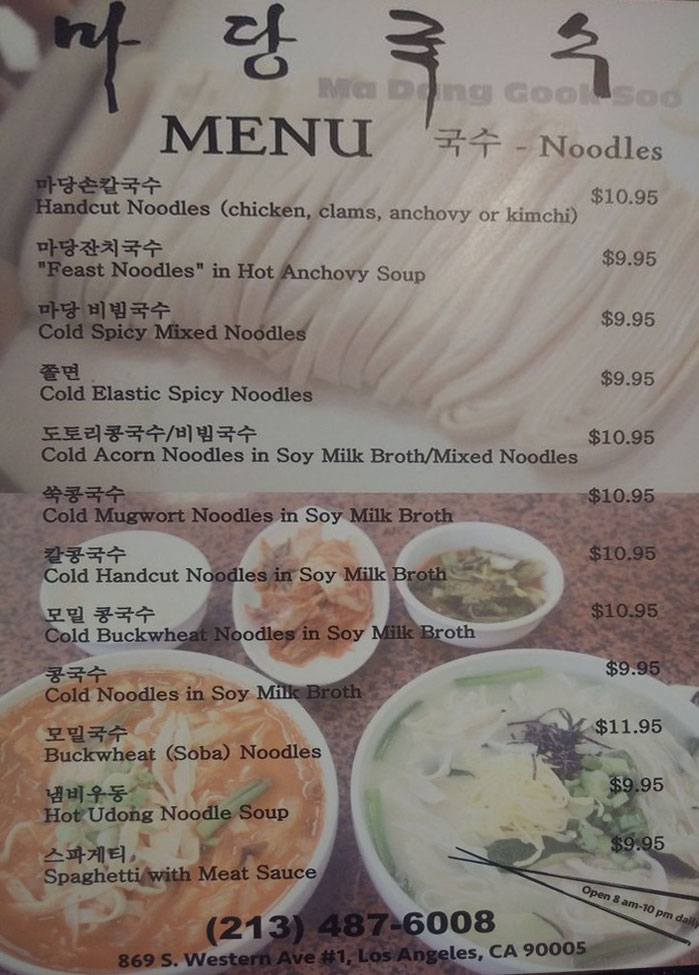 마 당 국 수
Ma Dang Gook Soo
MENU 국수 - Noodles
마당손칼국수
Handcut Noodles (chicken, clams, anchovy or kimchi) $10.95
마당잔치국수
"Feast Noodles" in Hot Anchovy Soup $9.95
마당 비빔국수
Cold Spicy Mixed Noodles $9.95
쫄면
Cold Elastic Spicy Noodles $9.95
도토리콩국수/비빔국수
Cold Acorn Noodles in Soy Milk Broth/Mixed Noodles $10.95
쑥콩국수
Cold Mugwort Noodles in Soy Milk Broth $10.95
칼콩국수
Cold Handcut Noodles in Soy Milk Broth $10.95
모밀 콩국수
Cold Buckwheat Noodles in Soy Milk Broth $10.95
콩국수
Cold Noodles in Soy Milk Broth $9.95
모밀국수
Buckwheat (Soba) Noodles $11.95
냄비우동
Hot Udong Noodle Soup $9.95
스파게티
Spaghetti with Meat Sauce $9.95
Open 8 am-10 pm daily
(213) 487-6008
869 S. Western Ave #1, Los Angeles, CA 90005